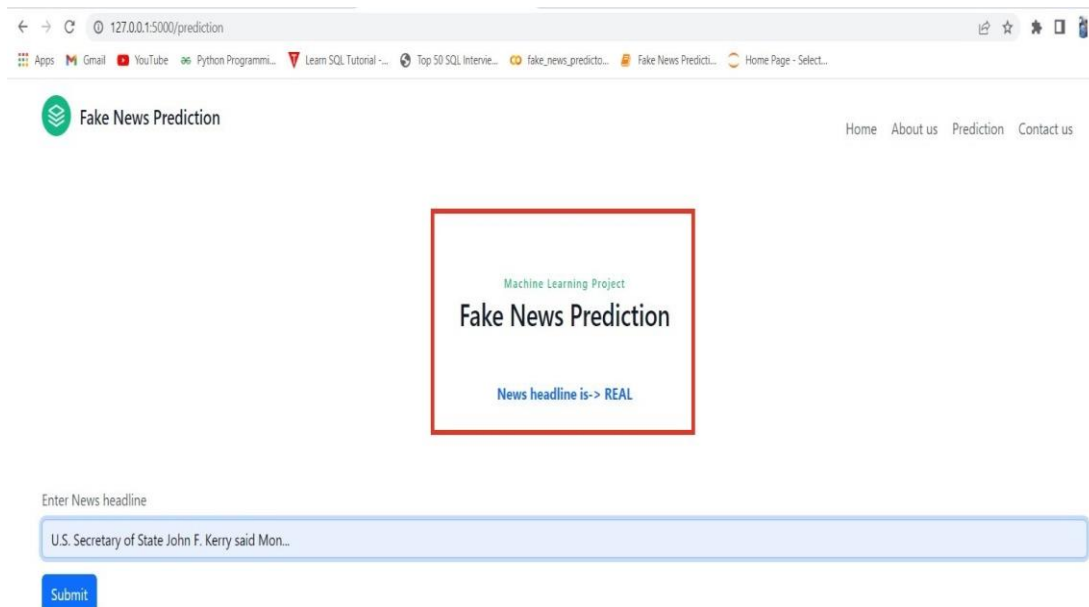 127.0.0.1:5000/prediction
Apps Gmail YouTube Python Programmi... Learn SQL Tutorial -... Top 50 SQL Intervie... fake_news_predicto... Fake News Predicti... Home Page - Select...
Fake News Prediction
Home About us Prediction Contact us
Machine Learning Project
Fake News Prediction
News headline is-> REAL
Enter News headline
U.S. Secretary of State John F. Kerry said Mon...
Submit